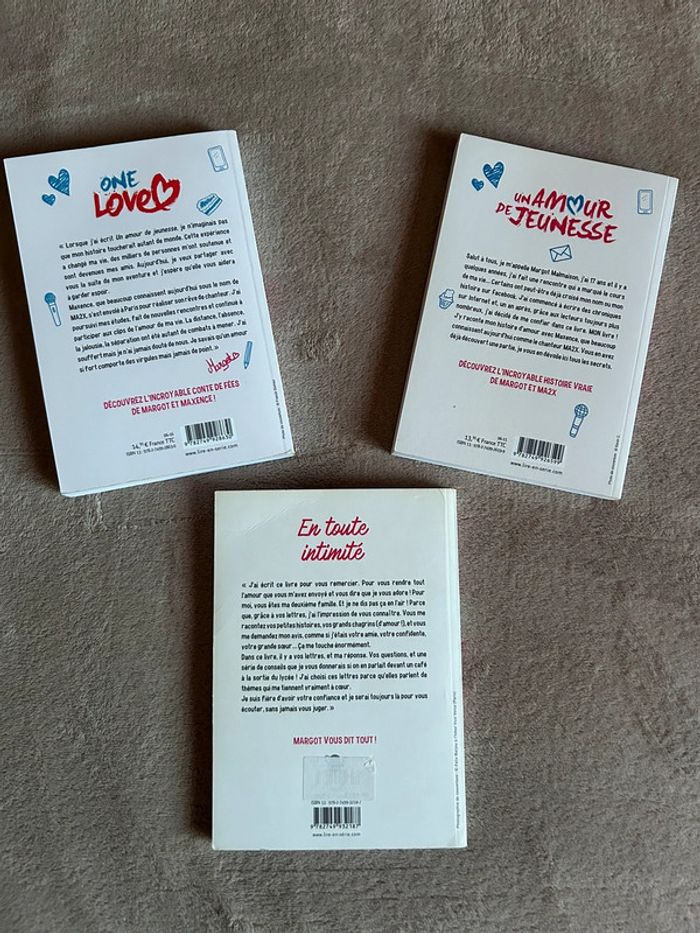 ONE
LOVE
« Lorsque j'ai écrit Un amour de jeunesse, je n'imaginais pas
que mon histoire toucherait autant de monde. Cette expérience
a changé ma vie, des milliers de personnes m'ont soutenue et
sont devenues mes amis. Aujourd'hui, je veux partager avec
vous la suite de mon aventure et j'espère qu'elle vous aidera
à garder espoir.
Maxence, que beaucoup connaissent aujourd'hui sous le nom de
MA2X, s'est envolé à Paris pour réaliser son rêve de chanteur. J'ai
poursuivi mes études, fait de nouvelles rencontres et continué à
participer aux clips de l'amour de ma vie. La distance, l'absence,
la jalousie, la séparation ont été autant de combats à mener. J'ai
souffert mais je n'ai jamais douté de nous. Je savais qu'un amour
si fort comporte des virgules mais jamais de point. »
Margot
DÉCOUVREZ L'INCROYABLE CONTE DE FÉES
DE MARGOT ET MAXENCE !
14,95 € France TTC
9 782749 928630
www.lire-en-serie.com
UN AMOUR
DE JEUNESSE
Salut à tous, je m'appelle Margot Malmaison, j'ai 17 ans et il y a
quelques années, j'ai fait une rencontre qui a marqué le cours
de ma vie... Certains ont peut-être déjà croisé mon nom ou mon
histoire sur Facebook. J'ai commencé à écrire des chroniques
sur Internet et, un an après, grâce aux lecteurs toujours plus
nombreux, j'ai décidé de me confier dans ce livre. MON livre !
J'y raconte mon histoire d'amour avec Maxence, que beaucoup
connaissent aujourd'hui comme le chanteur MA2X. Vous en avez
déjà découvert une partie, je vous en dévoile ici tous les secrets.
DÉCOUVREZ L'INCROYABLE HISTOIRE VRAIE
DE MARGOT ET MA2X
9 782749 926599
www.lire-en-serie.com
En toute
intimité
« J'ai écrit ce livre pour vous remercier. Pour vous rendre tout
l'amour que vous m'avez envoyé et vous dire que je vous adore ! Pour
moi, vous êtes ma deuxième famille. Et je ne dis pas ça en l'air ! Parce
que, grâce à vos lettres, j'ai l'impression de vous connaître. Vous me
racontez vos petites histoires, vos grands chagrins (d'amour !), et vous
me demandez mon avis, comme si j'étais votre amie, votre confidente,
votre grande sœur... Ça me touche énormément.
Dans ce livre, il y a vos lettres, et ma réponse. Vos questions, et une
série de conseils que je vous donnerais si on en parlait devant un café
à la sortie du lycée ! J'ai choisi ces lettres parce qu'elles parlent de
thèmes qui me tiennent vraiment à cœur.
Je suis fière d'avoir votre confiance et je serai toujours là pour vous
écouter, sans jamais vous juger. »
MARGOT VOUS DIT TOUT !
9 782749 932187
www.lire-en-serie.com